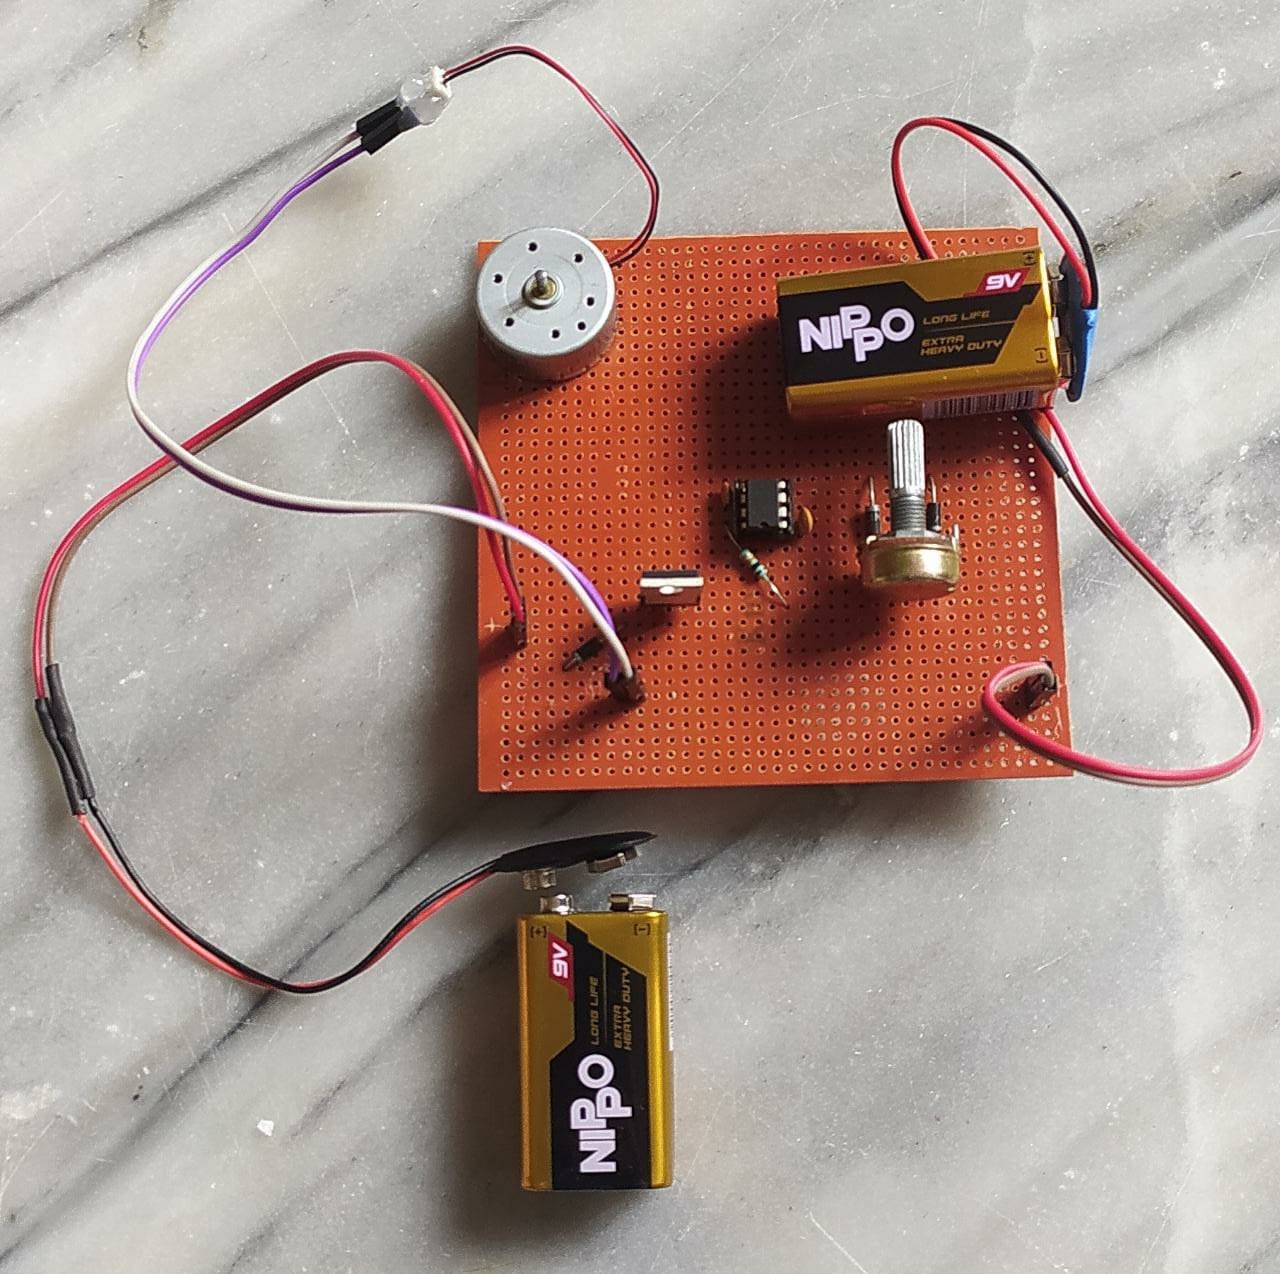 [+]
9V
NIPPO
LONG LIFE
EXTRA
HEAVY DUTY
[-]
+
[+]
[-]
9V
NIPPO
LONG LIFE
EXTRA
HEAVY DUTY